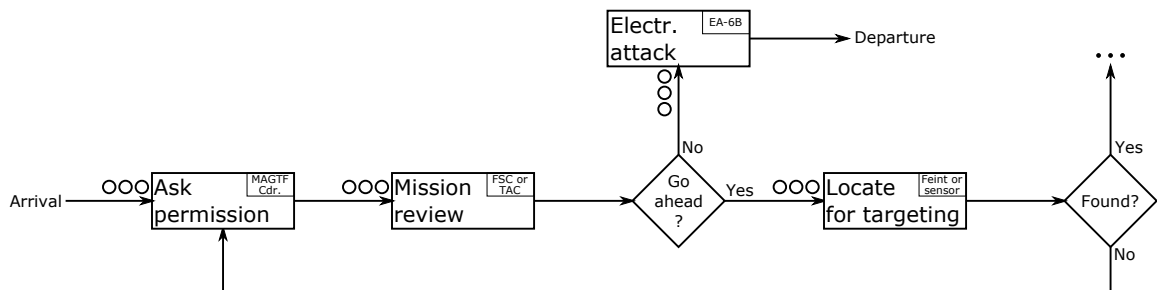 Electr.
attack
EA-6B
Departure
...
No
Yes
Arrival
Ask
permission
MAGTF
Cdr.
Mission
review
FSC or
TAC
Go
ahead
?
Yes
Locate
for targeting
Feint or
sensor
Found?
No